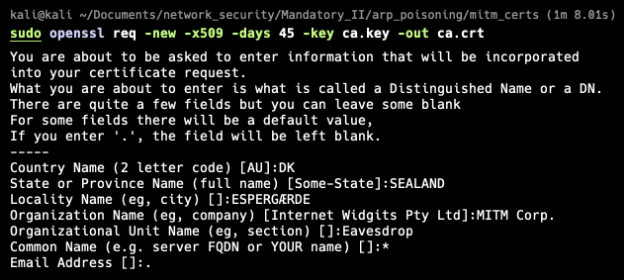 kali@kali ~/Documents/network_security/Mandatory_II/arp_poisoning/mitm_certs (1m 8.01s)
sudo openssl req -new -x509 -days 45 -key ca.key -out ca.crt
You are about to be asked to enter information that will be incorporated
into your certificate request.
What you are about to enter is what is called a Distinguished Name or a DN.
There are quite a few fields but you can leave some blank
For some fields there will be a default value,
If you enter '.', the field will be left blank.
-----
Country Name (2 letter code) [AU]:DK
State or Province Name (full name) [Some-State]:SEALAND
Locality Name (eg, city) []:ESPERGÆRDE
Organization Name (eg, company) [Internet Widgits Pty Ltd]:MITM Corp.
Organizational Unit Name (eg, section) []:Eavesdrop
Common Name (e.g. server FQDN or YOUR name) []:*
Email Address []:.